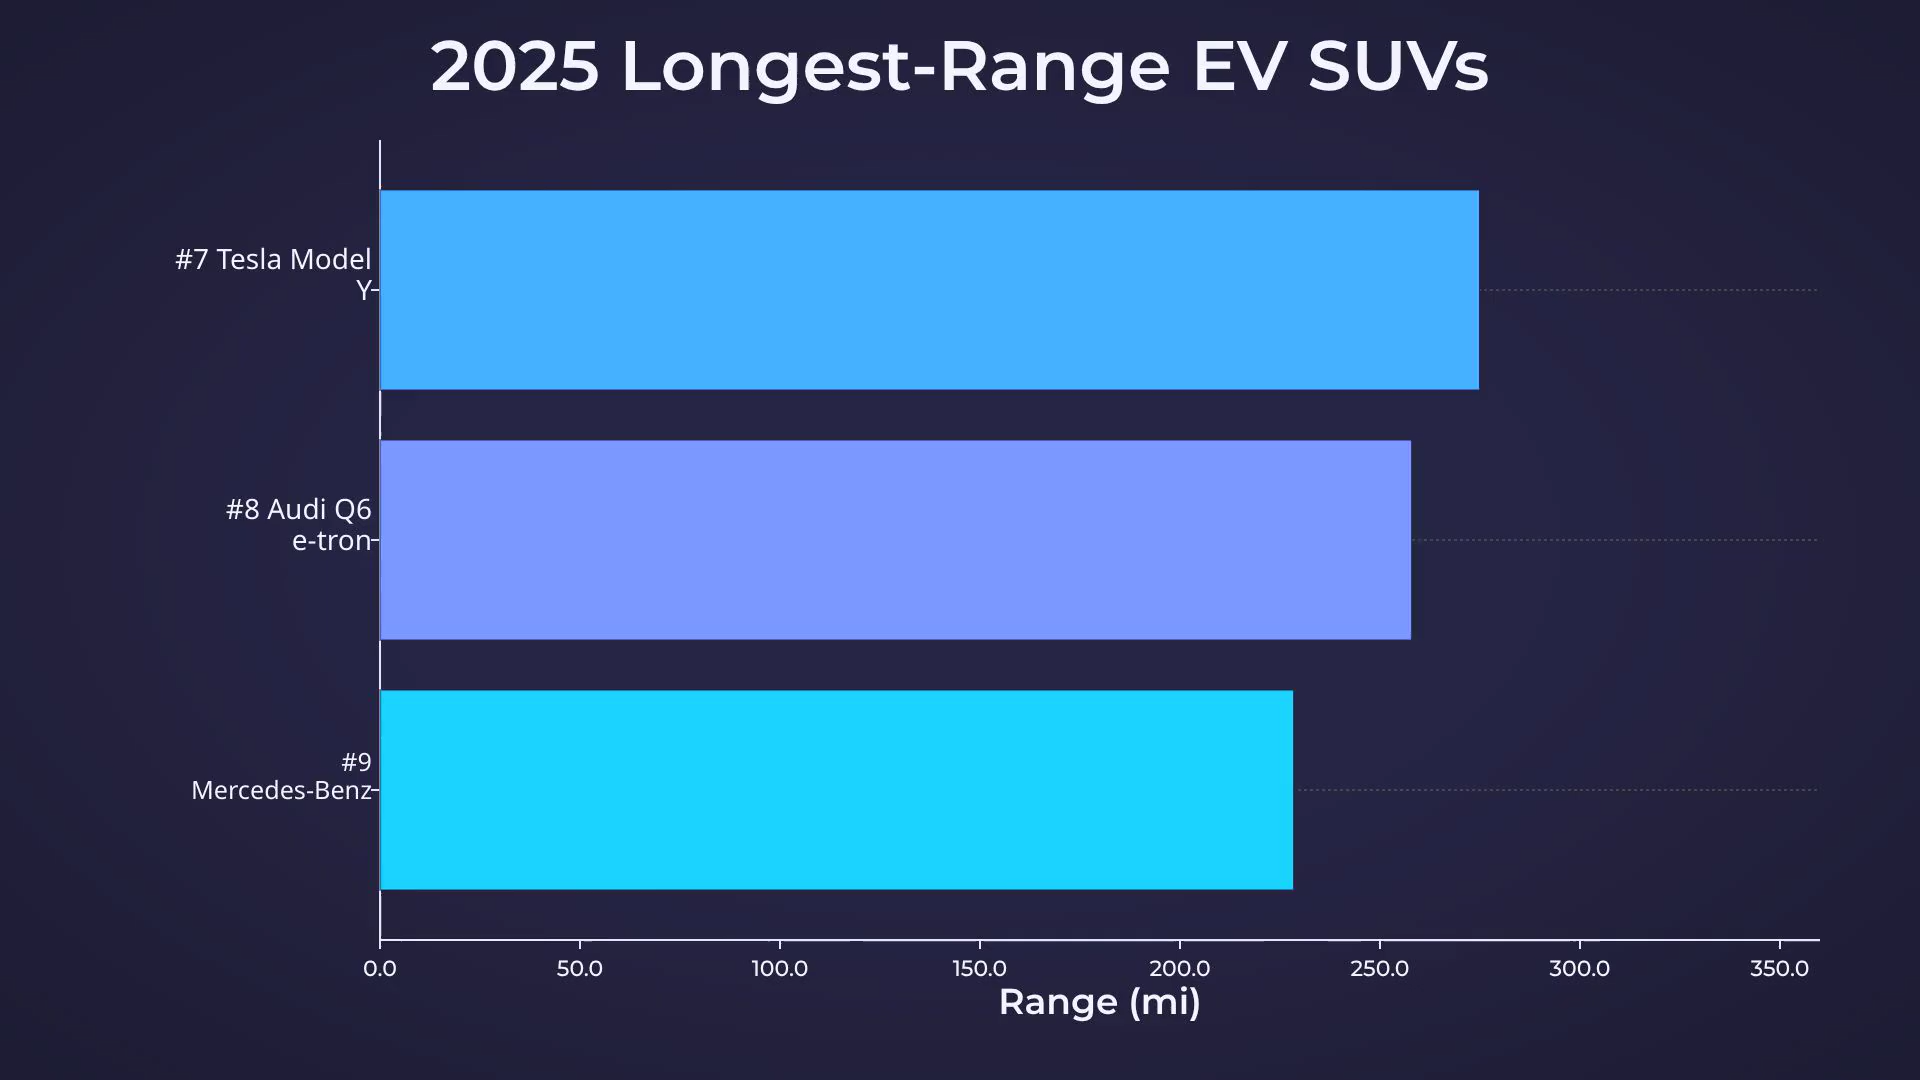 2025 Longest-Range EV SUVs
#7 Tesla Model
Y
#8 Audi Q6
e-tron
#9
Mercedes-Benz
0.0 50.0 100.0 150.0 200.0 250.0 300.0 350.0
Range (mi)